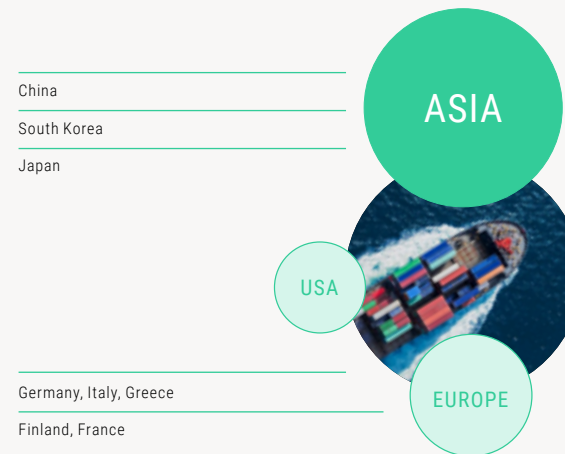 ASIA
China
South Korea
Japan
USA
Germany, Italy, Greece
EUROPE
Finland, France